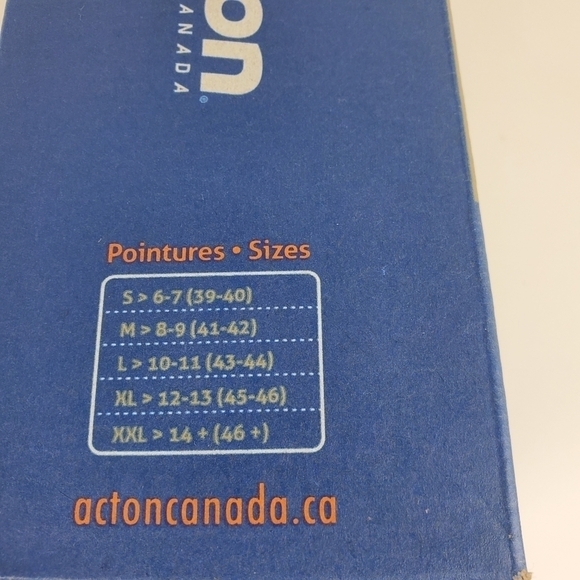 on®
CANADA
Pointures • Sizes
S > 6-7 (39-40)
M > 8-9 (41-42)
L > 10-11 (43-44)
XL > 12-13 (45-46)
XXL > 14 + (46 +)
actoncanada.ca